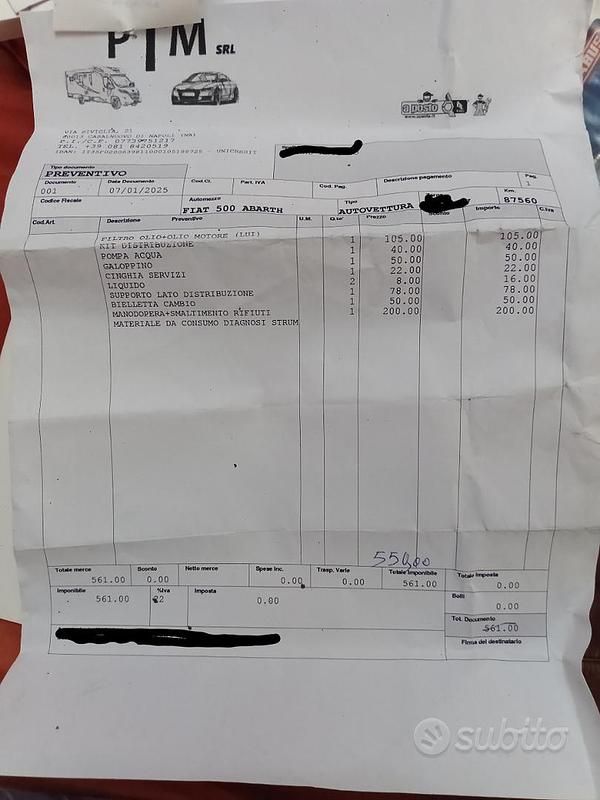 PTM SRL
a posto
VIA SIVIGLIA, 21
80013 CASALNUOVO DI NAPOLI (NA)
TEL. +39 081 8420519
UNICREDIT
Tipo documento
PREVENTIVO
Documento Data Documento Cod.Cl. Part. IVA Cod. Pag. Descrizione pagamento Pag.
001 07/01/2025 1
Codice Fiscale Automezzo Tipo Km.
FIAT 500 ABARTH AUTOVETTURA 87560
Cod.Art. Descrizione Preventivo U.M. Q.ta' Prezzo Sconto Importo C.Iva
FILTRO OLIO+OLIO MOTORE (LUI) 1 105.00 105.00
KIT DISTRIBUZIONE 1 40.00 40.00
POMPA ACQUA 1 50.00 50.00
GALOPPINO 1 22.00 22.00
CINGHIA SERVIZI 2 8.00 16.00
LIQUIDO 1 78.00 78.00
SUPPORTO LATO DISTRIBUZIONE 1 50.00 50.00
BIELLETTA CAMBIO 1 200.00 200.00
MANODOPERA+SMALTIMENTO RIFIUTI
MATERIALE DA CONSUMO DIAGNOSI STRUM
550,00
Totale merce Sconto Netto merce Spese Inc. Trasp. Varie Totale Imponibile Totale Imposta
561.00 0.00 0.00 0.00 561.00 0.00
Imponibile %Iva Imposta Bolli
561.00 22 0.00 0.00
Tot. Documento
561.00
Firma del destinatario
subito